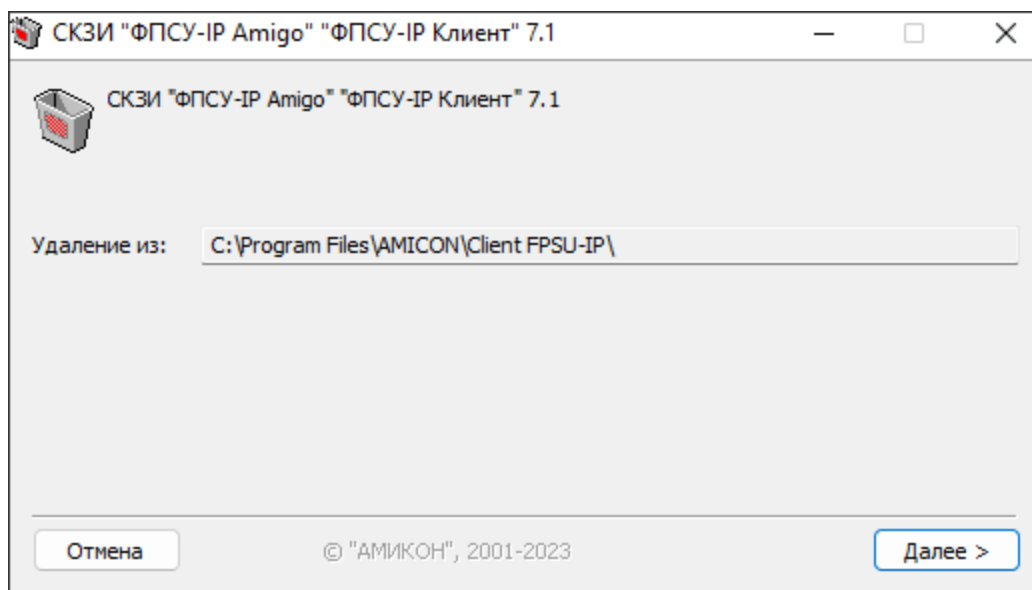 СКЗИ "ФПСУ-IP Amigo" "ФПСУ-IP Клиент" 7.1
СКЗИ "ФПСУ-IP Amigo" "ФПСУ-IP Клиент" 7.1
Удаление из: C:\Program Files\AMICON\Client FPSU-IP\
Отмена © "АМИКОН", 2001-2023 Далее >